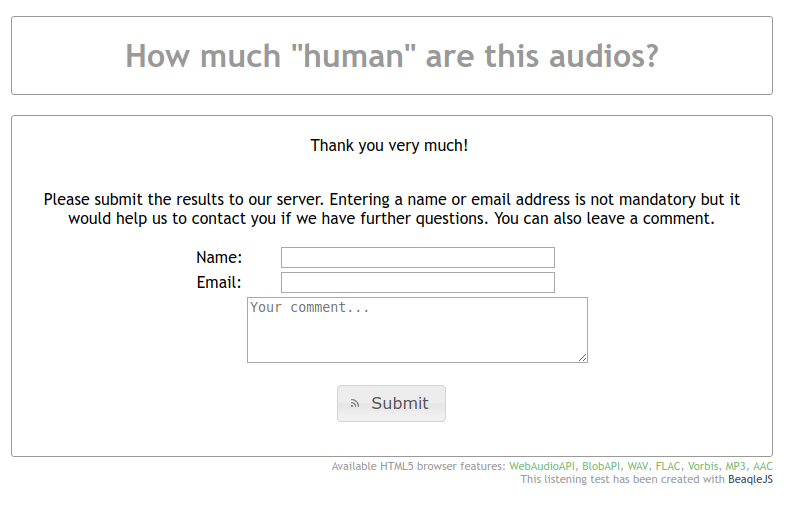 How much "human" are this audios?
Thank you very much!
Please submit the results to our server. Entering a name or email address is not mandatory but it
would help us to contact you if we have further questions. You can also leave a comment.
Name:
Email:
Your comment...
Submit
Available HTML5 browser features: WebAudioAPI, BlobAPI, WAV, FLAC, Vorbis, MP3, AAC
This listening test has been created with BeaqleJS